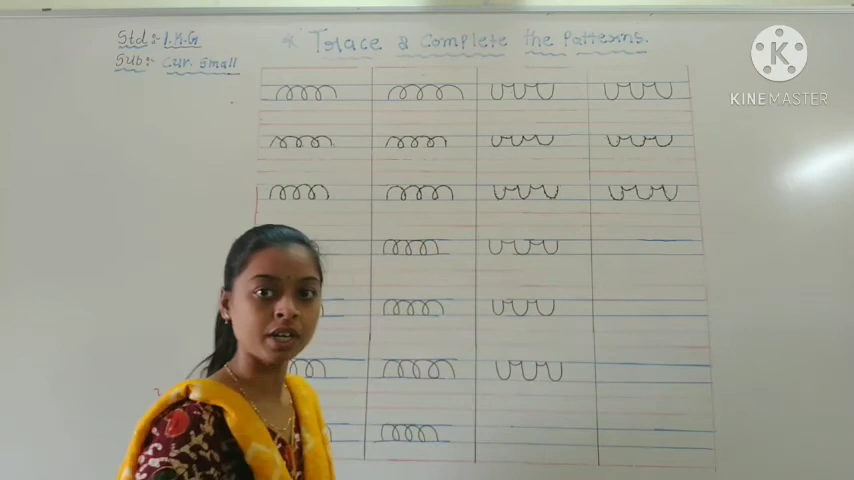 Std:- L.K.G
Sub:- Cur. Small
* Trace & Complete the Patterns.
K
KINEMASTER